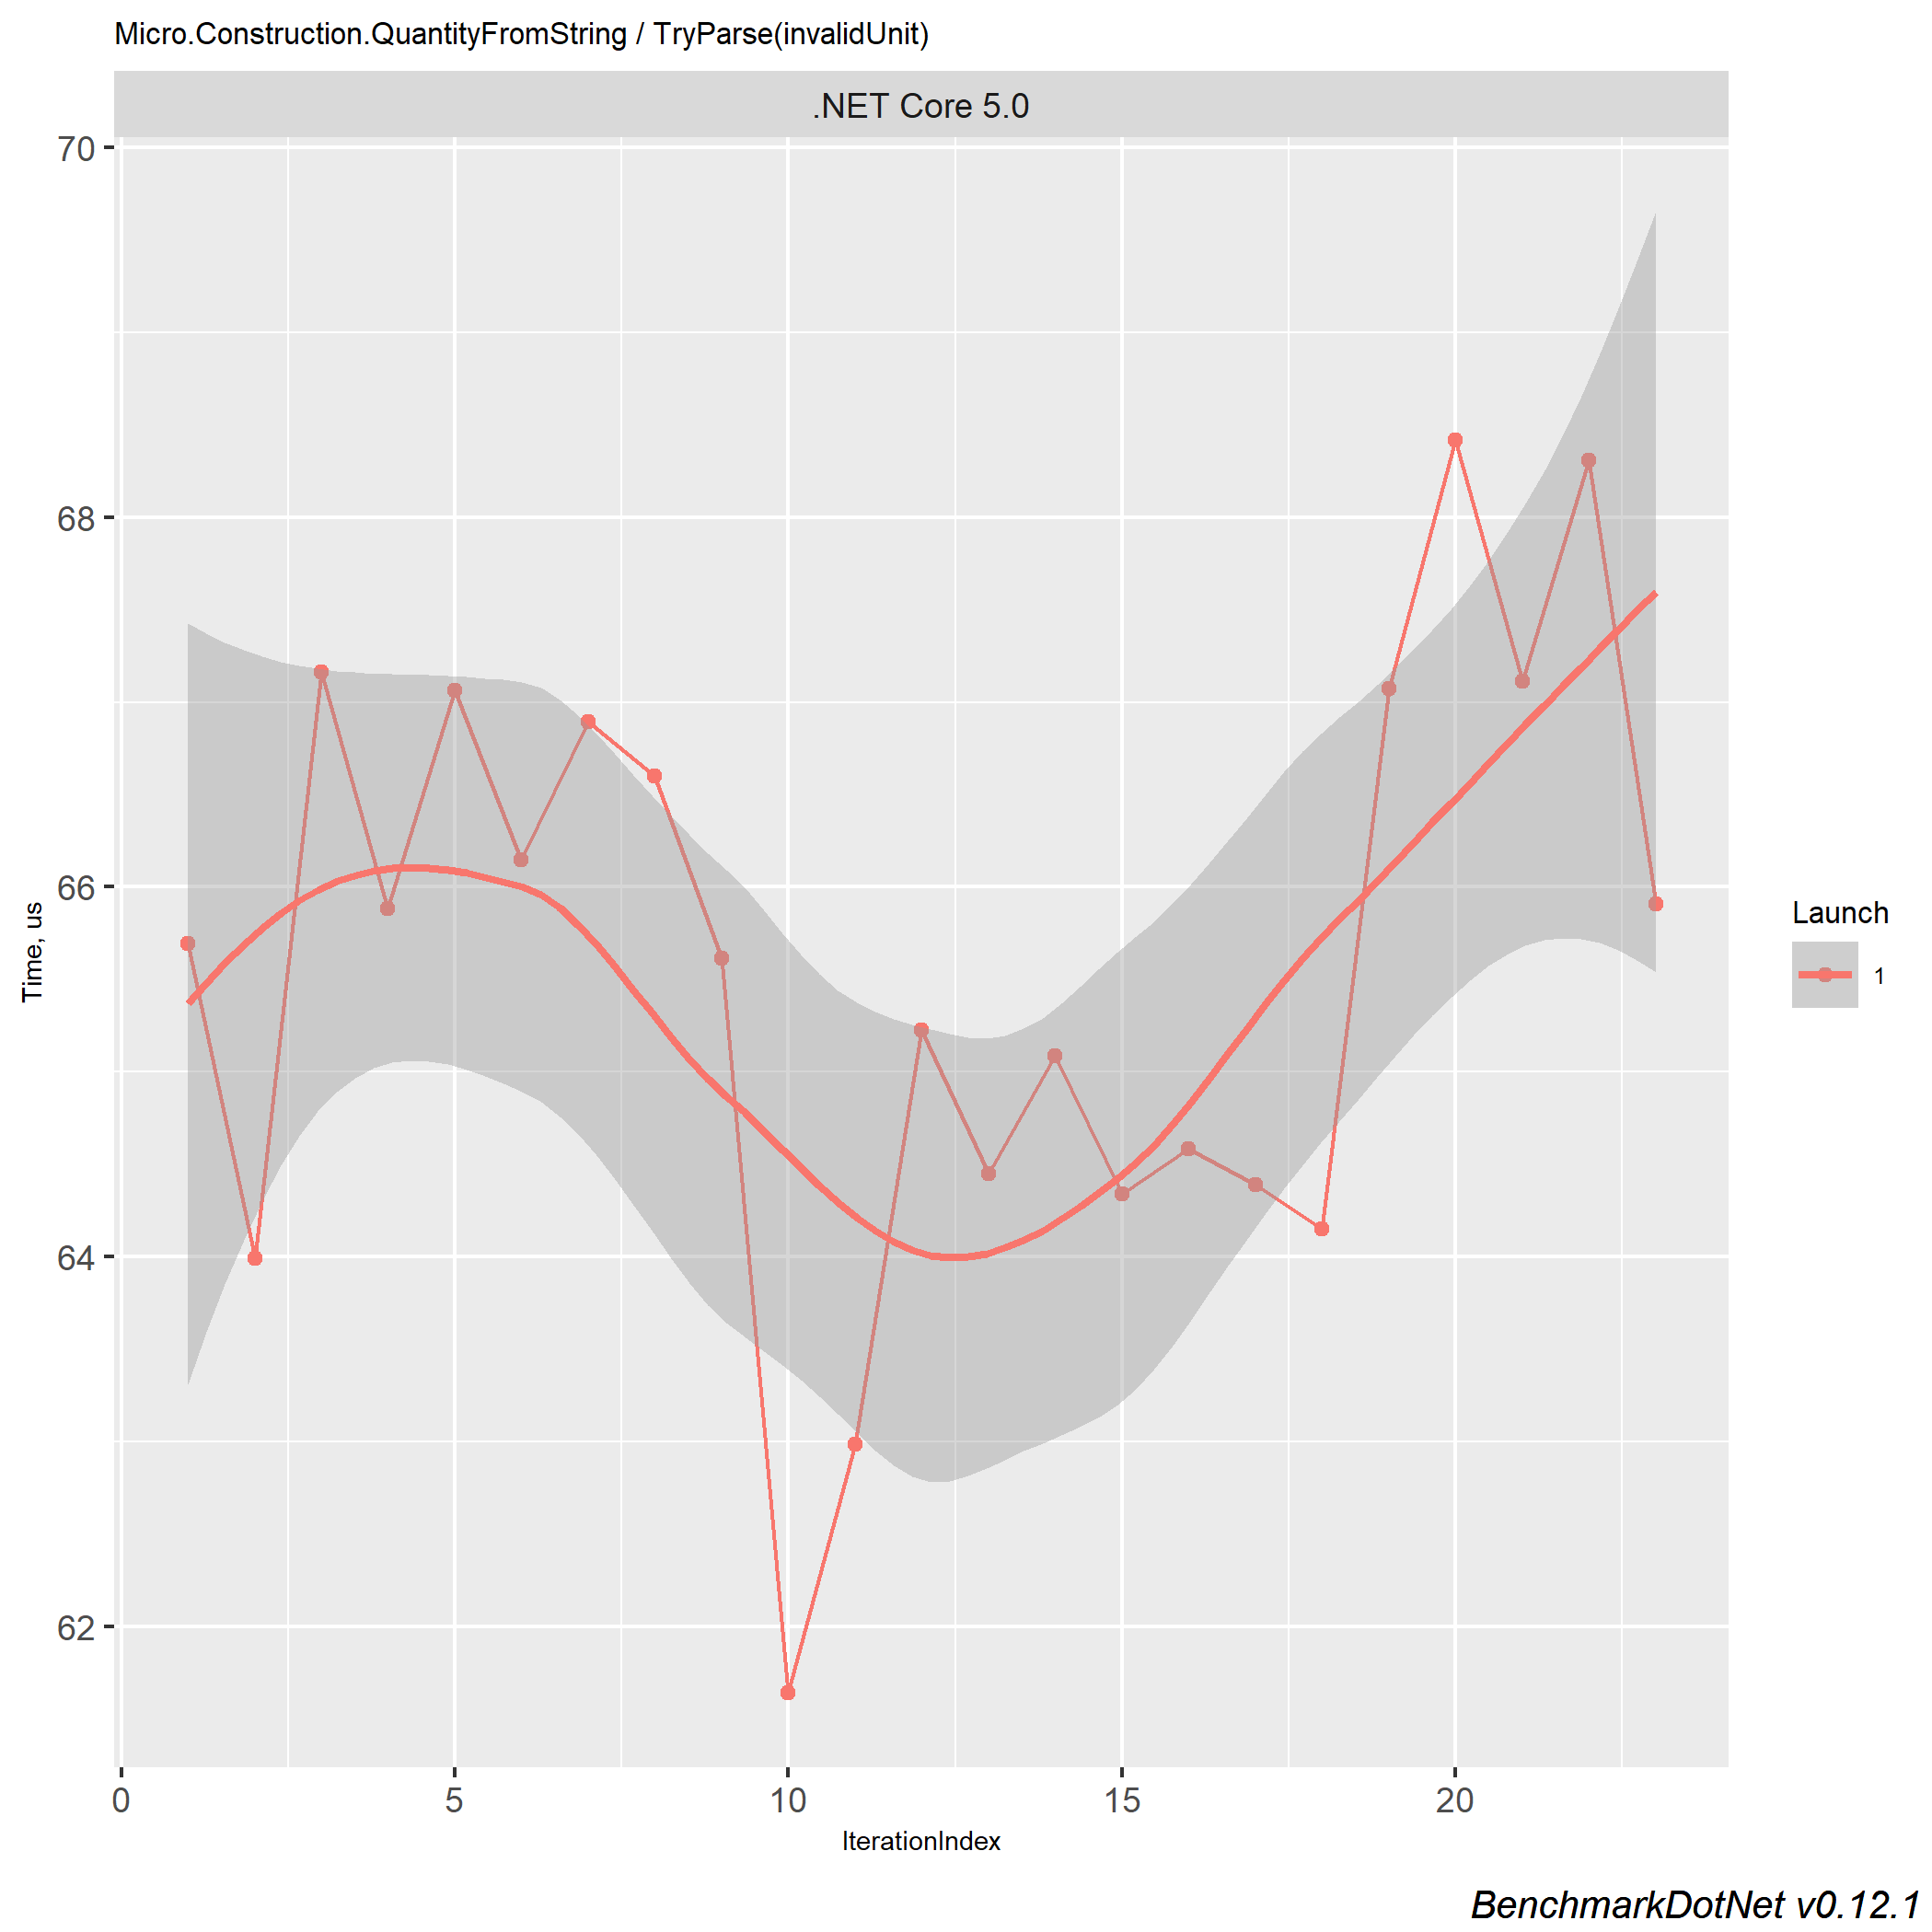 Micro.Construction.QuantityFromString / TryParse(invalidUnit)
.NET Core 5.0
70
68
66
64
62
Time, us
0 5 10 15 20
IterationIndex
Launch
1
BenchmarkDotNet v0.12.1